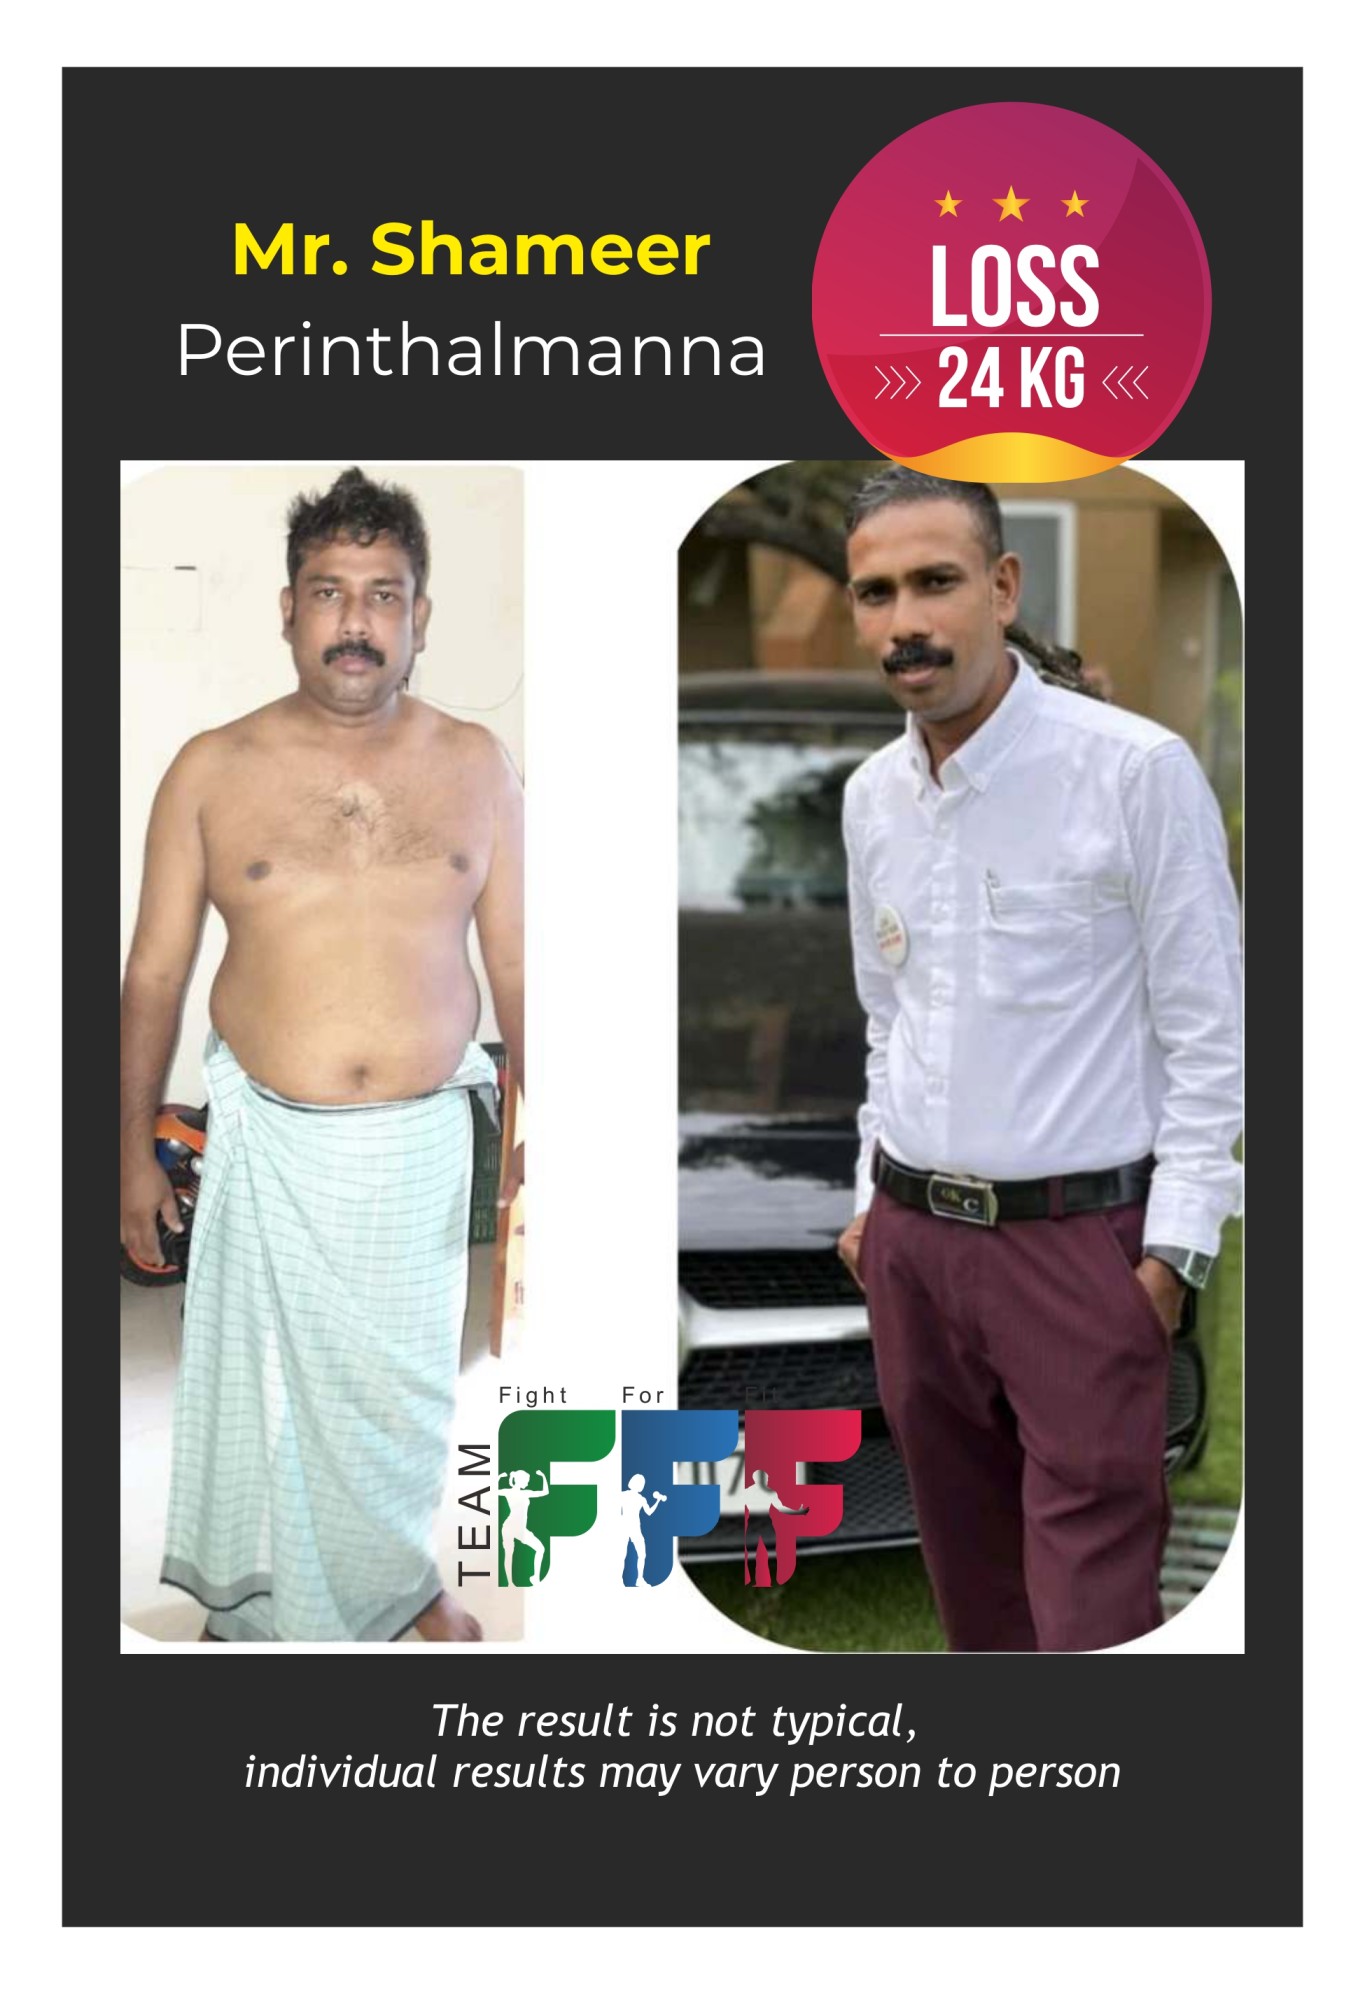 Mr. Shameer
Perinthalmanna
LOSS
24 KG
Fight For Fit
TEAM
FFF
The result is not typical,
individual results may vary person to person